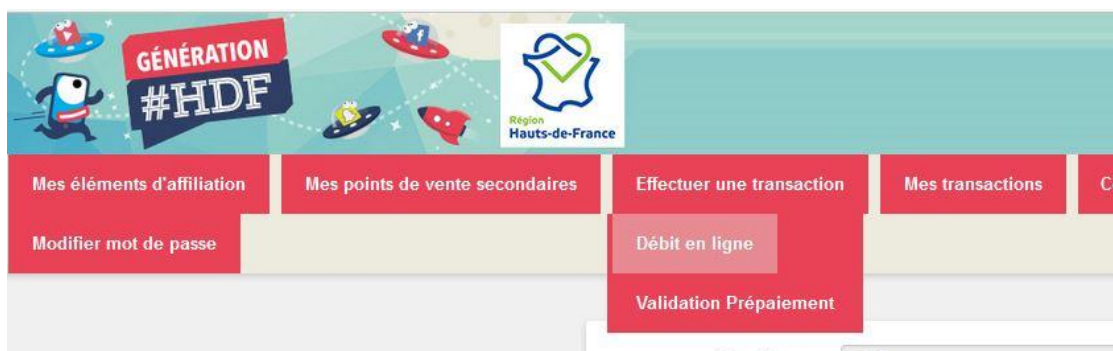 GÉNÉRATION
#HDF
Région
Hauts-de-France
Mes éléments d'affiliation
Mes points de vente secondaires
Effectuer une transaction
Mes transactions
Modifier mot de passe
Débit en ligne
Validation Prépaiement